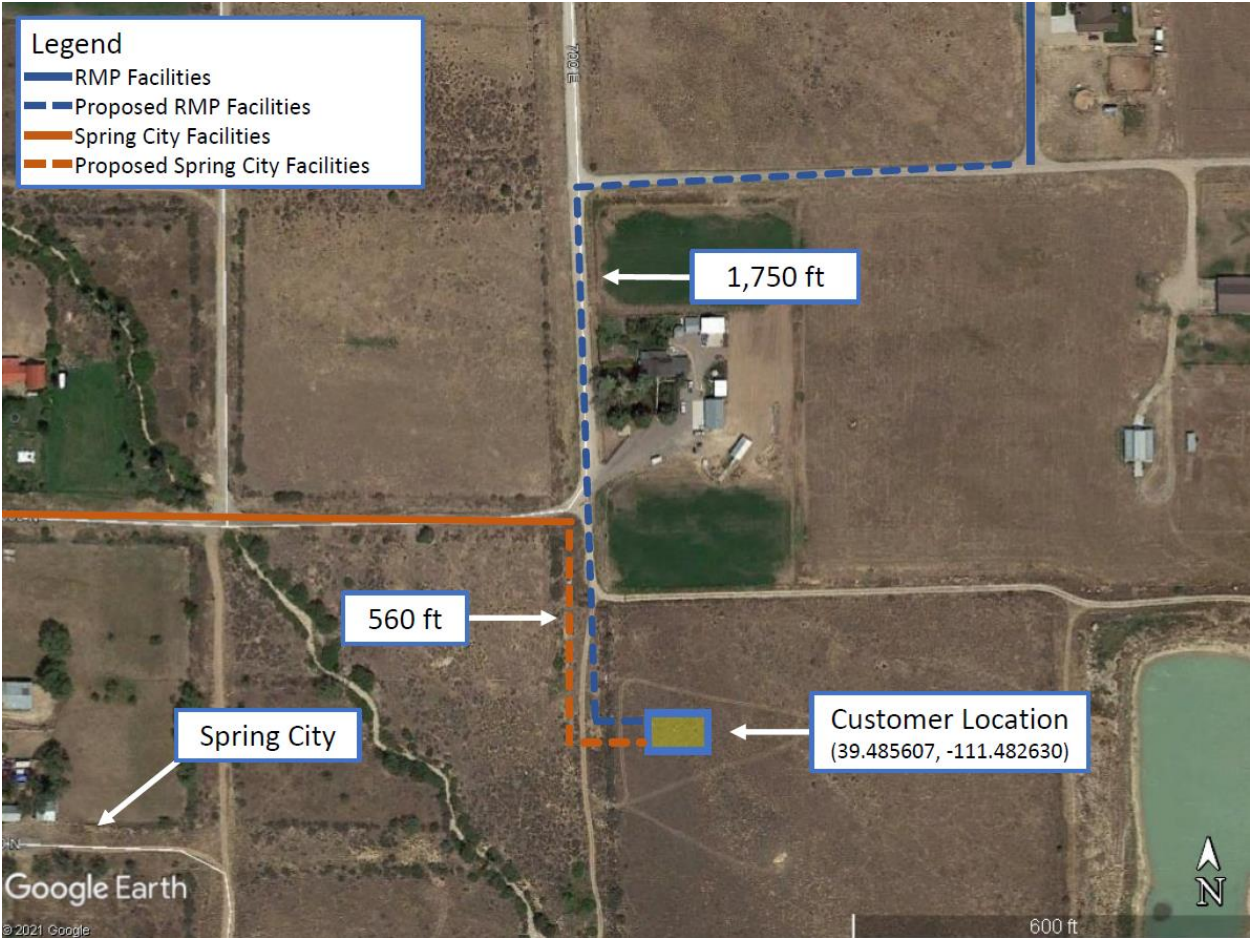 Legend
RMP Facilities
Proposed RMP Facilities
Spring City Facilities
Proposed Spring City Facilities
700 E
1,750 ft
560 ft
Spring City
Customer Location
(39.485607, -111.482630)
Google Earth
© 2021 Google
600 ft
N